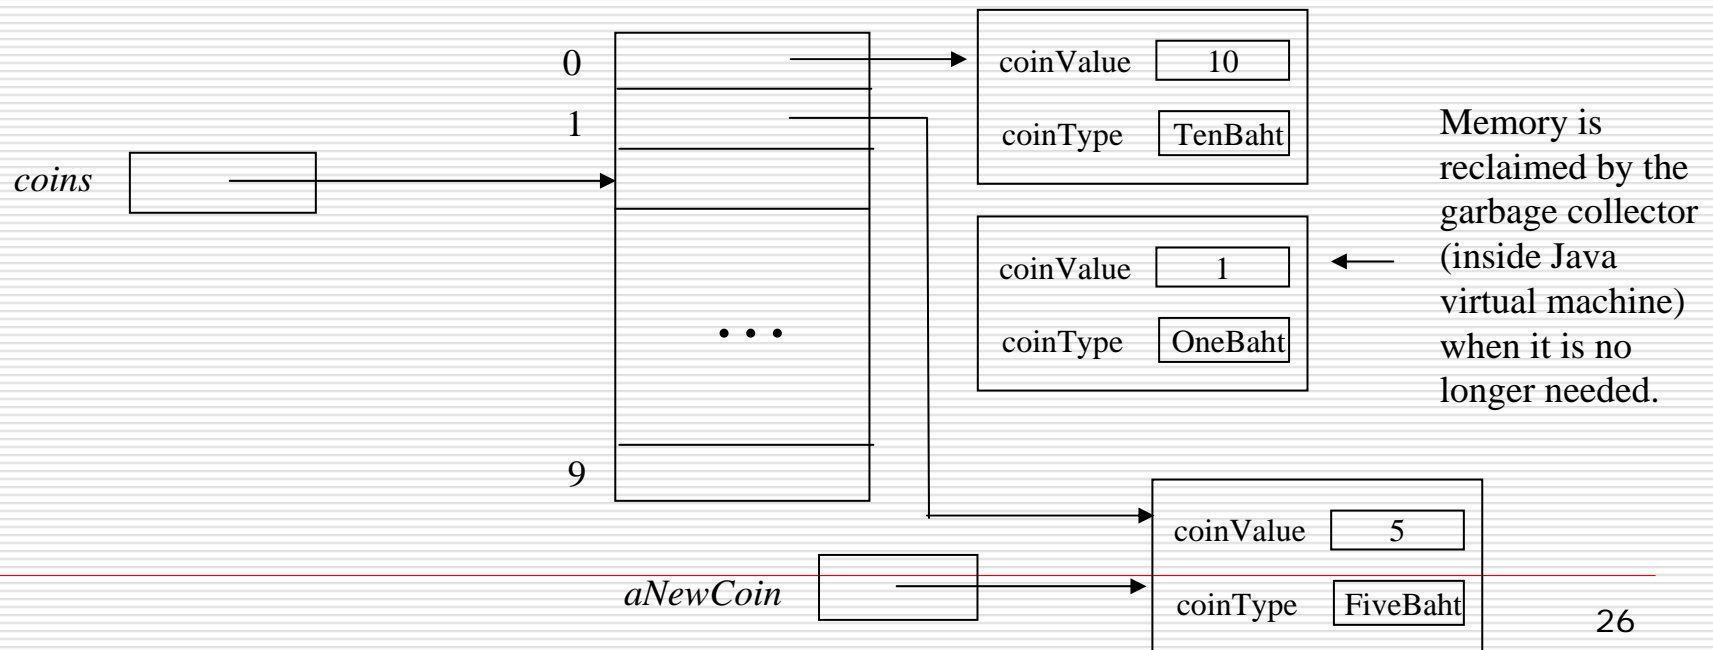 0
coinValue 10
1
coinType TenBaht
coins
Memory is
reclaimed by the
garbage collector
(inside Java
virtual machine)
when it is no
longer needed.
coinValue 1
coinType OneBaht
• • •
9
coinValue 5
aNewCoin
coinType FiveBaht
26